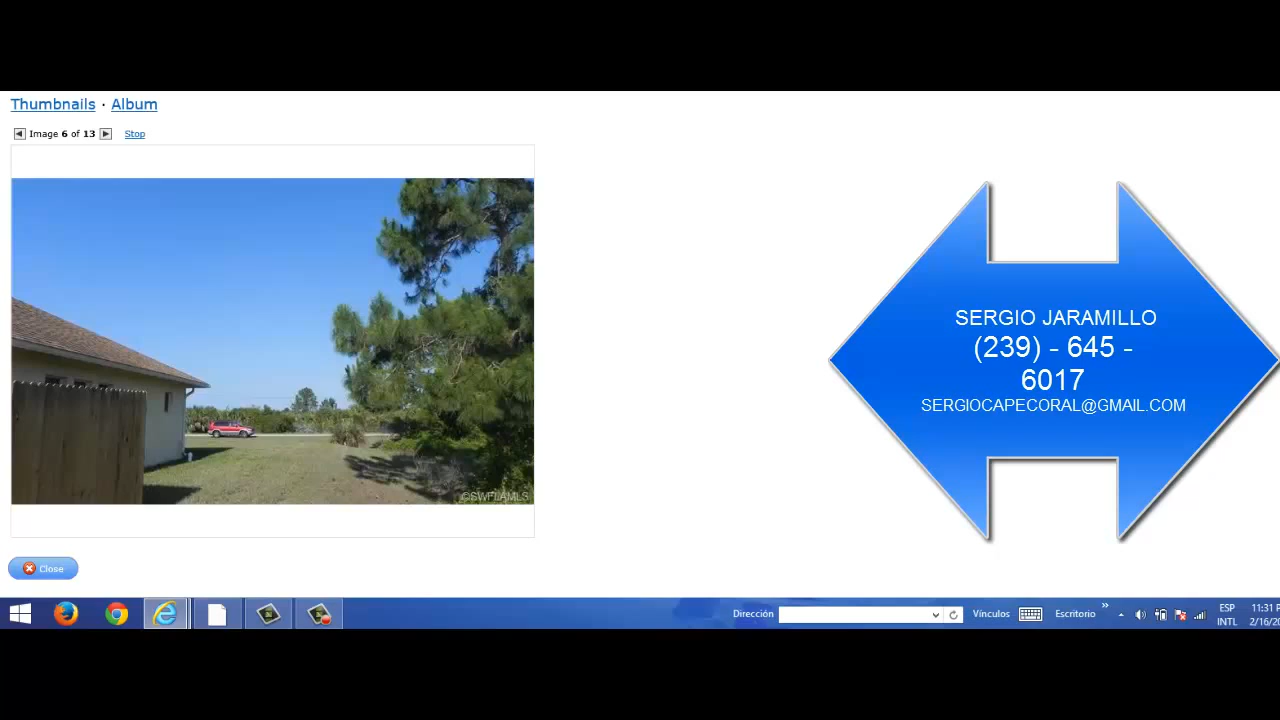 Thumbnails · Album
Image 6 of 13 Stop
SERGIO JARAMILLO
(239) - 645 -
6017
SERGIOCAPECORAL@GMAIL.COM
©SWFLAMLS
Close
Dirección Vínculos Escritorio » ESP 11:31
INTL 2/16/